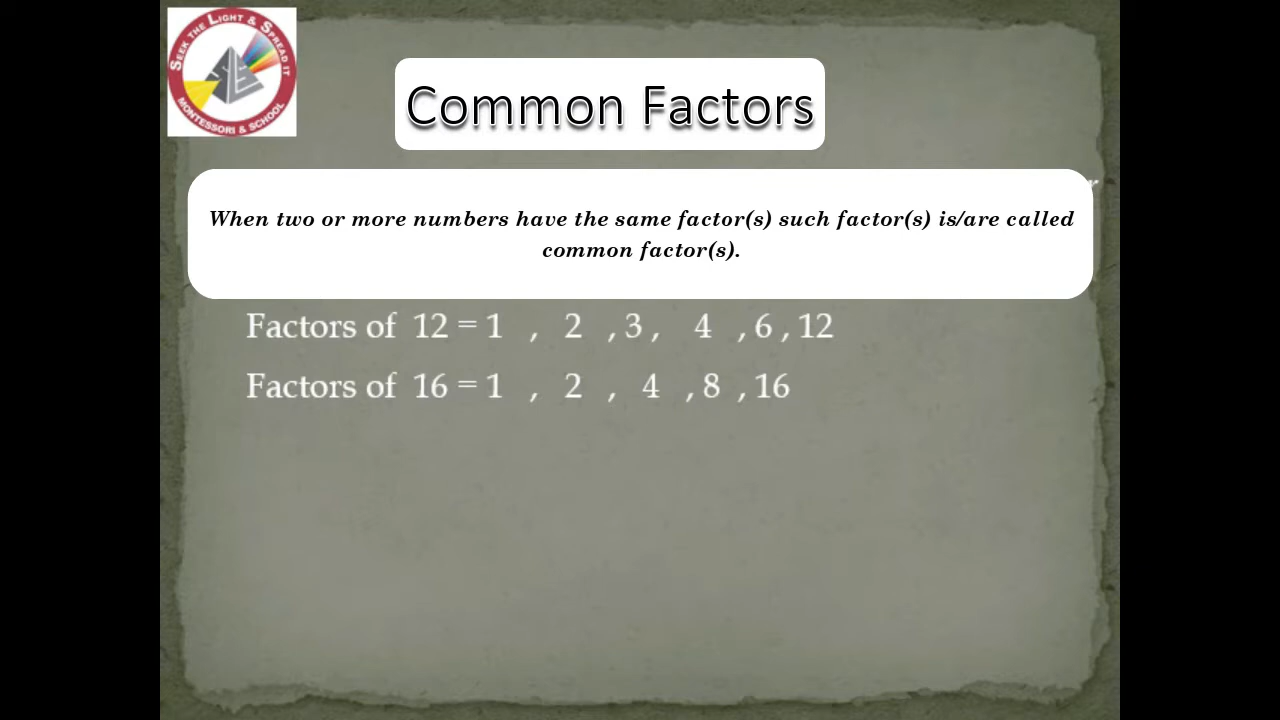 SEEK THE LIGHT & SPREAD IT
MONTESSORI & SCHOOL
Common Factors
When two or more numbers have the same factor(s) such factor(s) is/are called
common factor(s).
Factors of 12 = 1 , 2 , 3 , 4 , 6 , 12
Factors of 16 = 1 , 2 , 4 , 8 , 16